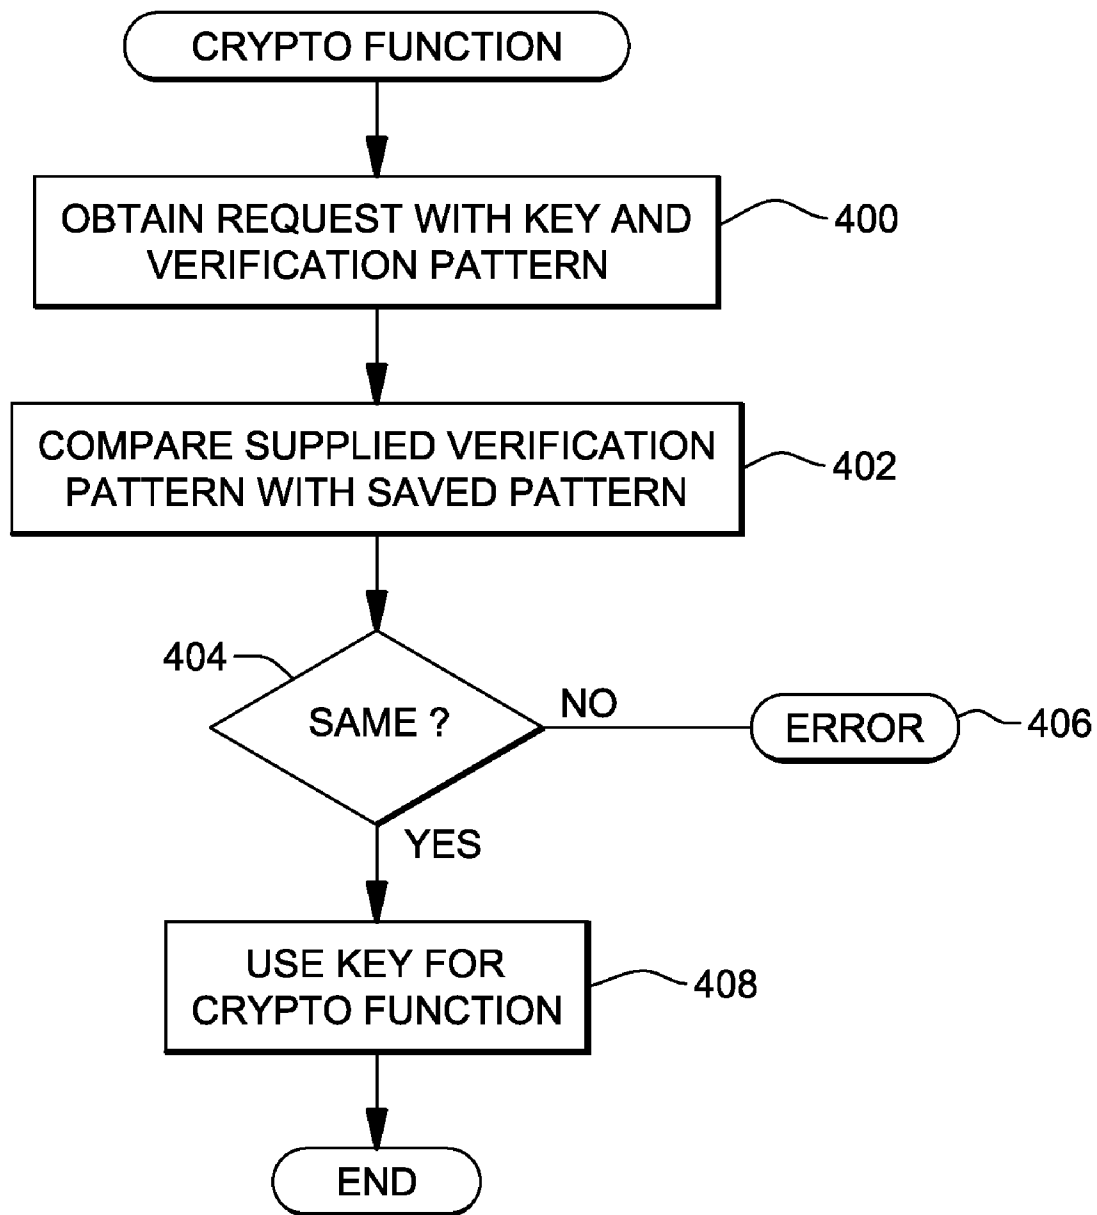 CRYPTO FUNCTION
OBTAIN REQUEST WITH KEY AND
VERIFICATION PATTERN
400
COMPARE SUPPLIED VERIFICATION
PATTERN WITH SAVED PATTERN
402
404
SAME ?
NO
ERROR
406
YES
USE KEY FOR
CRYPTO FUNCTION
408
END